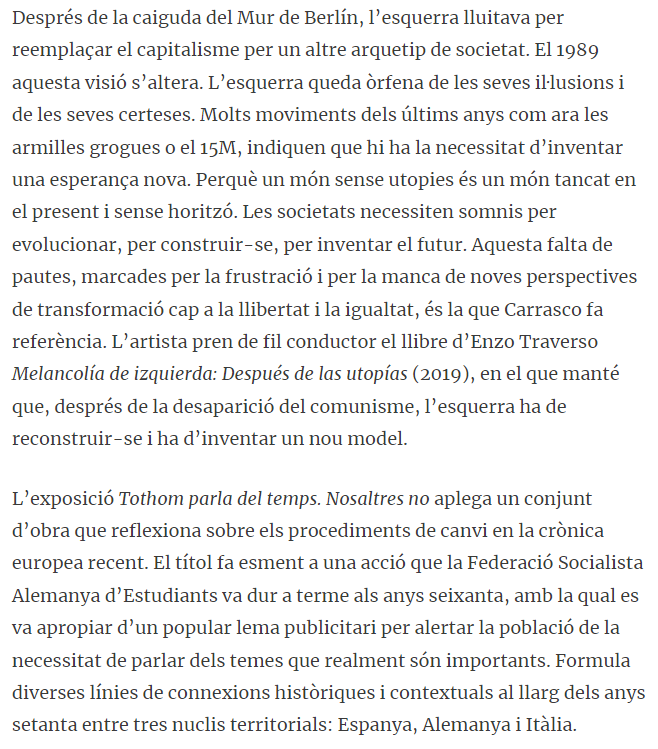 Després de la caiguda del Mur de Berlín, l’esquerra lluitava per
reemplaçar el capitalisme per un altre arquetip de societat. El 1989
aquesta visió s’altera. L’esquerra queda òrfena de les seves il·lusions i
de les seves certeses. Molts moviments dels últims anys com ara les
armilles grogues o el 15M, indiquen que hi ha la necessitat d’inventar
una esperança nova. Perquè un món sense utopies és un món tancat en
el present i sense horitzó. Les societats necessiten somnis per
evolucionar, per construir-se, per inventar el futur. Aquesta falta de
pautes, marcades per la frustració i per la manca de noves perspectives
de transformació cap a la llibertat i la igualtat, és la que Carrasco fa
referència. L’artista pren de fil conductor el llibre d’Enzo Traverso
Melancolía de izquierda: Después de las utopías (2019), en el que manté
que, després de la desaparició del comunisme, l’esquerra ha de
reconstruir-se i ha d’inventar un nou model.
L’exposició Tothom parla del temps. Nosaltres no aplega un conjunt
d’obra que reflexiona sobre els procediments de canvi en la crònica
europea recent. El títol fa esment a una acció que la Federació Socialista
Alemanya d’Estudiants va dur a terme als anys seixanta, amb la qual es
va apropiar d’un popular lema publicitari per alertar la població de la
necessitat de parlar dels temes que realment són importants. Formula
diverses línies de connexions històriques i contextuals al llarg dels anys
setanta entre tres nuclis territorials: Espanya, Alemanya i Itàlia.